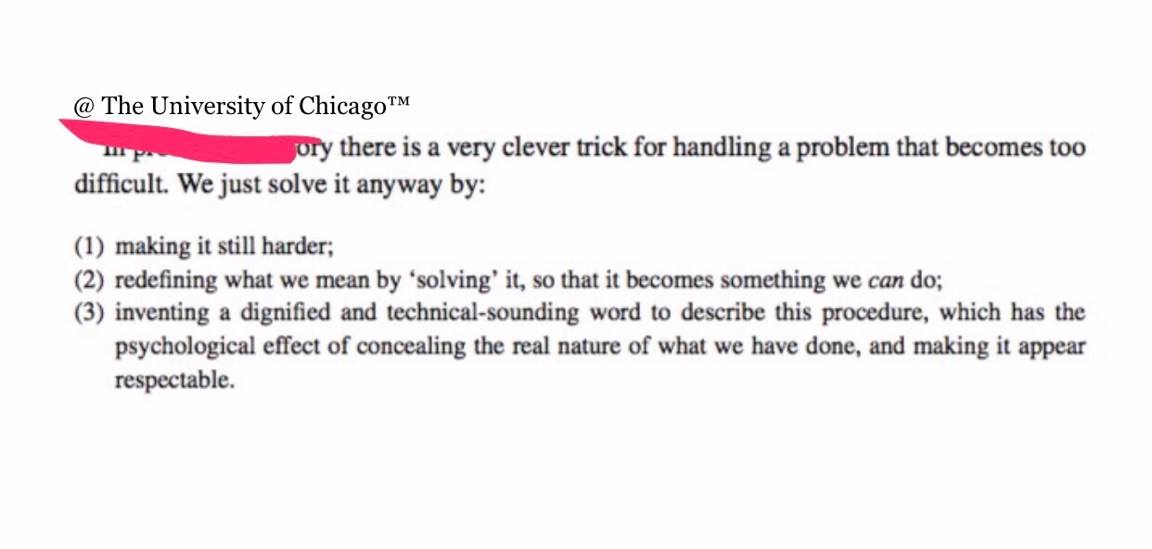 @ The University of Chicago™
ory there is a very clever trick for handling a problem that becomes too
difficult. We just solve it anyway by:
(1) making it still harder;
(2) redefining what we mean by ‘solving’ it, so that it becomes something we can do;
(3) inventing a dignified and technical-sounding word to describe this procedure, which has the
psychological effect of concealing the real nature of what we have done, and making it appear
respectable.